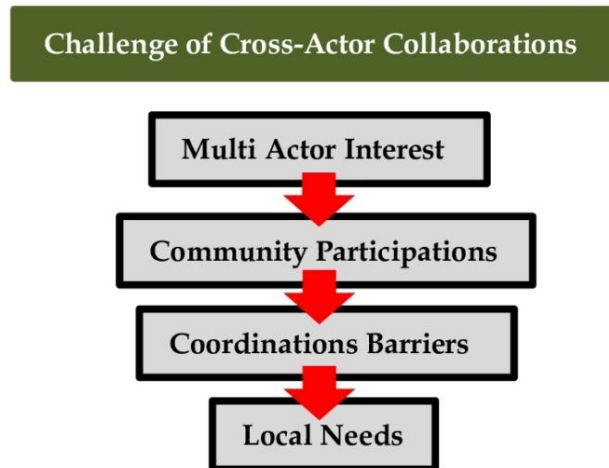 Challenge of Cross-Actor Collaborations
Multi Actor Interest
Community Participations
Coordinations Barriers
Local Needs